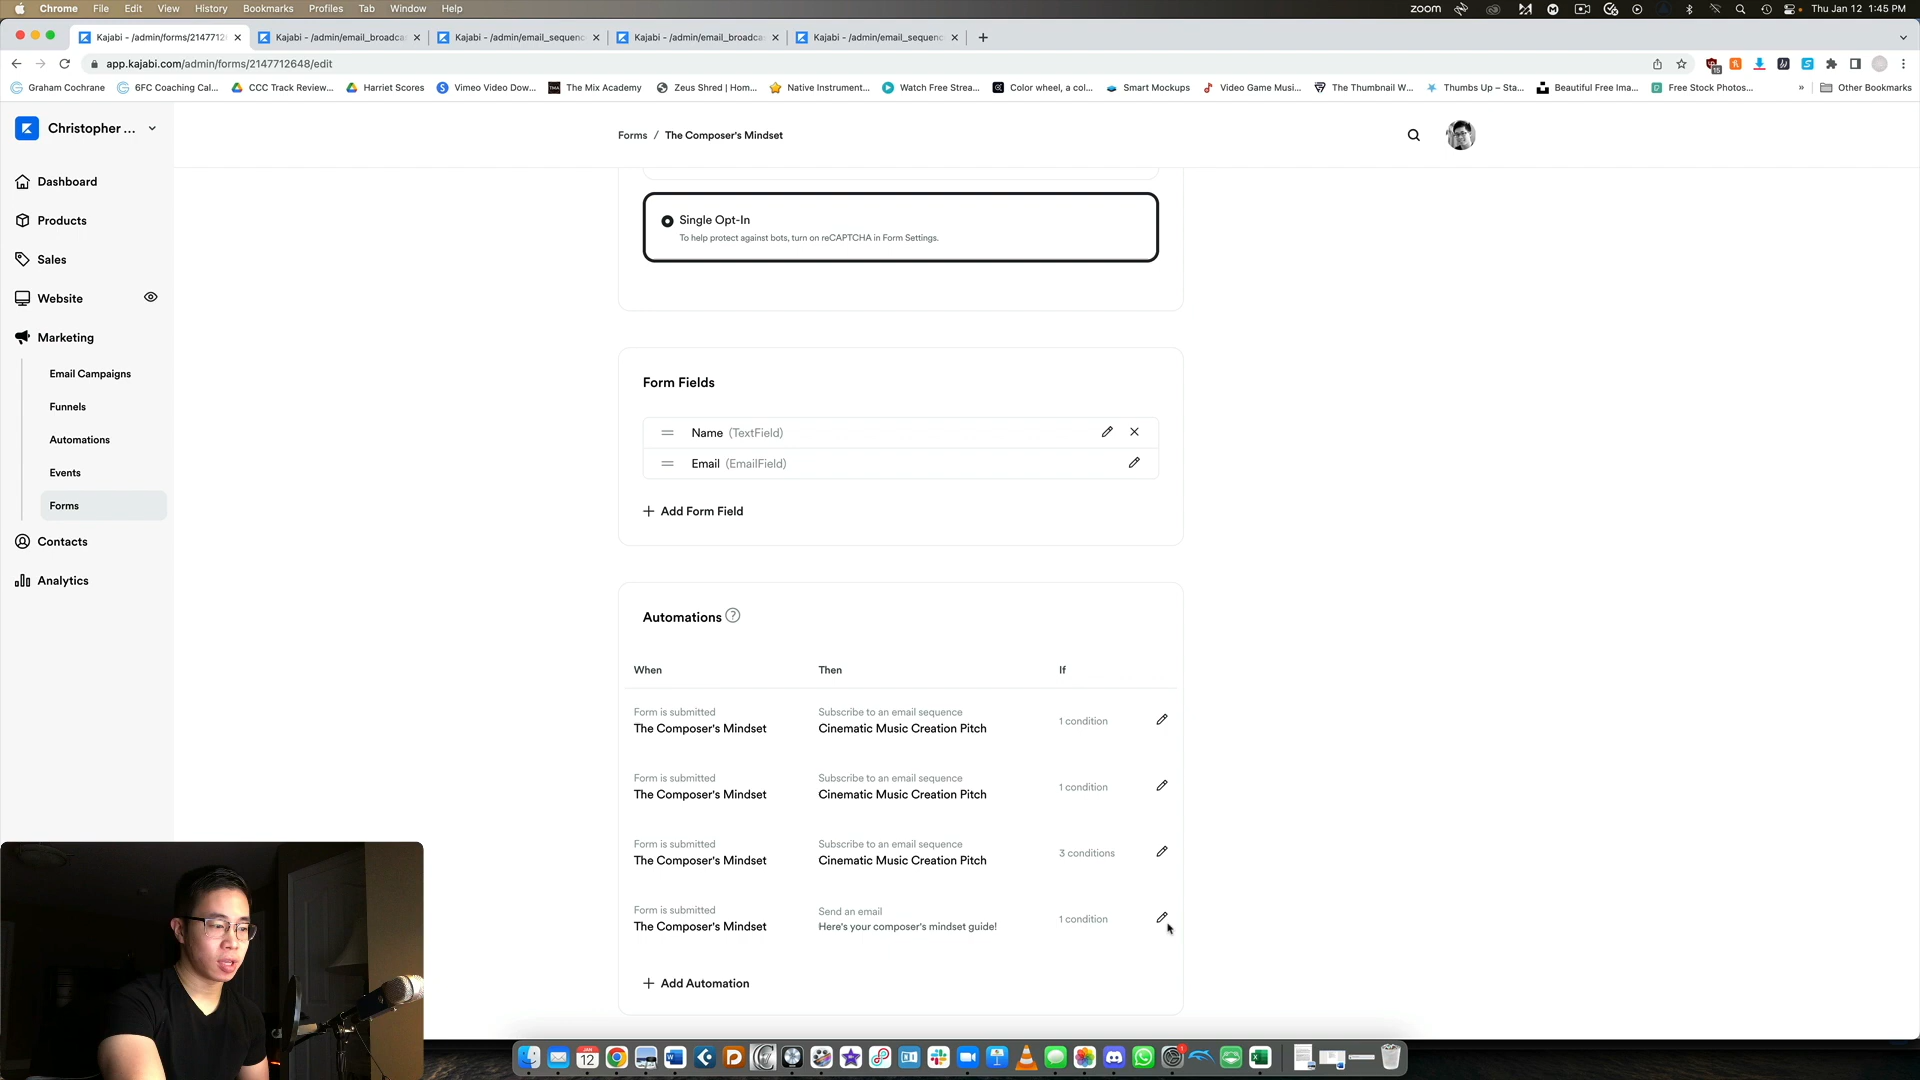 Chrome File Edit View History Bookmarks Profiles Tab Window Help
zoom Thu Jan 12 1:45 PM
Kajabi - /admin/forms/2147712
Kajabi - /admin/email_broadca
Kajabi - /admin/email_sequenc
Kajabi - /admin/email_broadca
Kajabi - /admin/email_sequenc
app.kajabi.com/admin/forms/2147712648/edit
Graham Cochrane
6FC Coaching Cal...
CCC Track Review...
Harriet Scores
Vimeo Video Dow...
The Mix Academy
Zeus Shred | Hom...
Native Instrument...
Watch Free Strea...
Color wheel, a col...
Smart Mockups
Video Game Musi...
The Thumbnail W...
Thumbs Up – Sta...
Beautiful Free Ima...
Free Stock Photos...
»
Other Bookmarks
Christopher ...
Forms / The Composer's Mindset
Dashboard
Products
Sales
Website
Marketing
Email Campaigns
Funnels
Automations
Events
Forms
Contacts
Analytics
Single Opt-In
To help protect against bots, turn on reCAPTCHA in Form Settings.
Form Fields
Name (TextField)
Email (EmailField)
+ Add Form Field
Automations ?
When Then If
Form is submitted Subscribe to an email sequence
The Composer's Mindset Cinematic Music Creation Pitch 1 condition
Form is submitted Subscribe to an email sequence
The Composer's Mindset Cinematic Music Creation Pitch 1 condition
Form is submitted Subscribe to an email sequence
The Composer's Mindset Cinematic Music Creation Pitch 3 conditions
Form is submitted Send an email
The Composer's Mindset Here's your composer's mindset guide! 1 condition
+ Add Automation